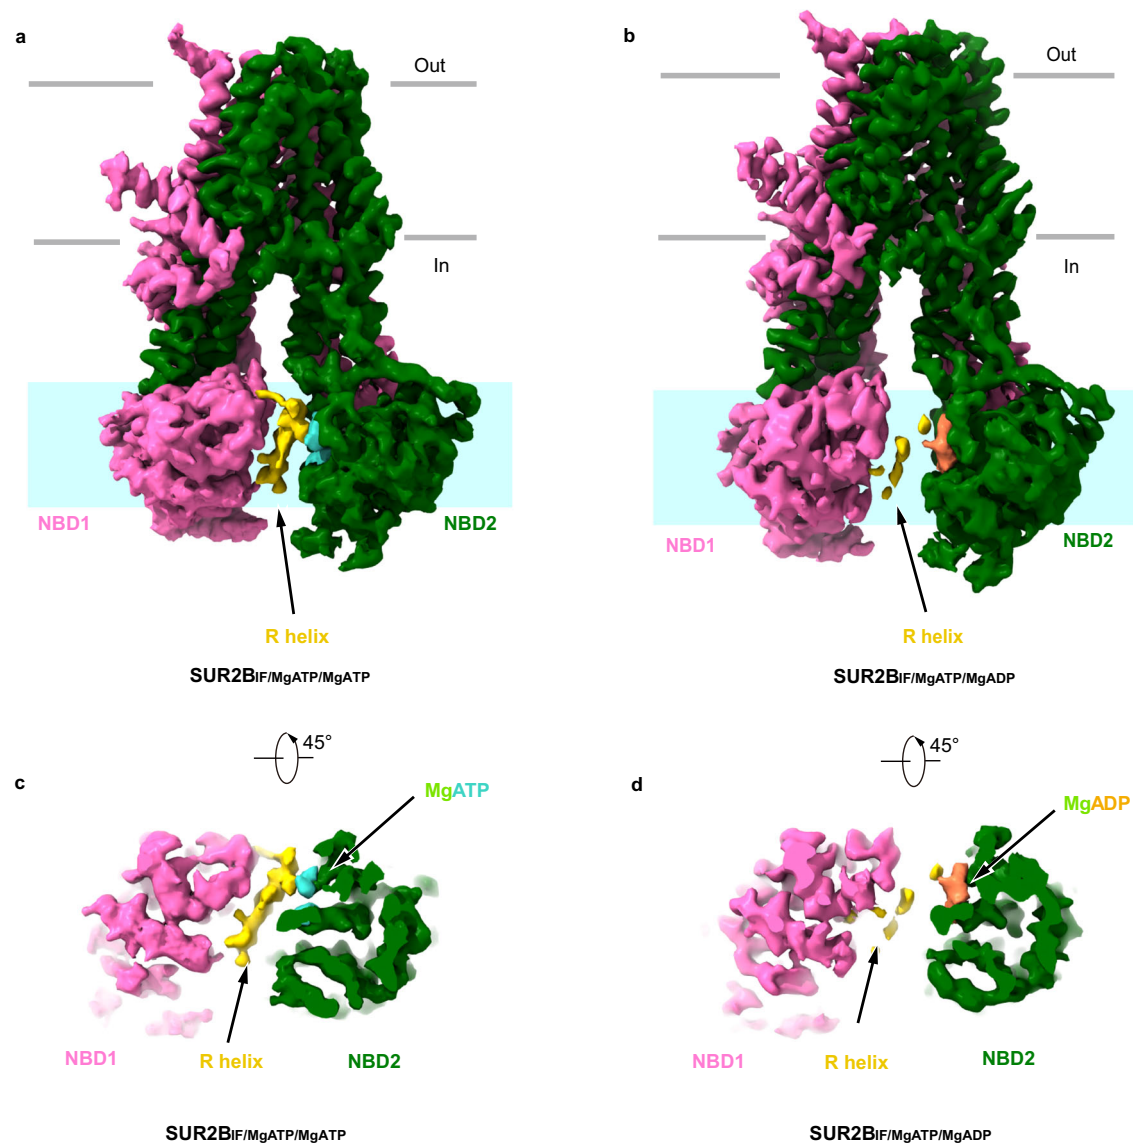 a
b
Out
Out
In
In
NBD1
NBD2
NBD1
NBD2
R helix
R helix
SUR2BIF/MgATP/MgATP
SUR2BIF/MgATP/MgADP
45°
45°
c
d
MgATP
MgADP
NBD1
R helix
NBD2
NBD1
R helix
NBD2
SUR2BIF/MgATP/MgATP
SUR2BIF/MgATP/MgADP